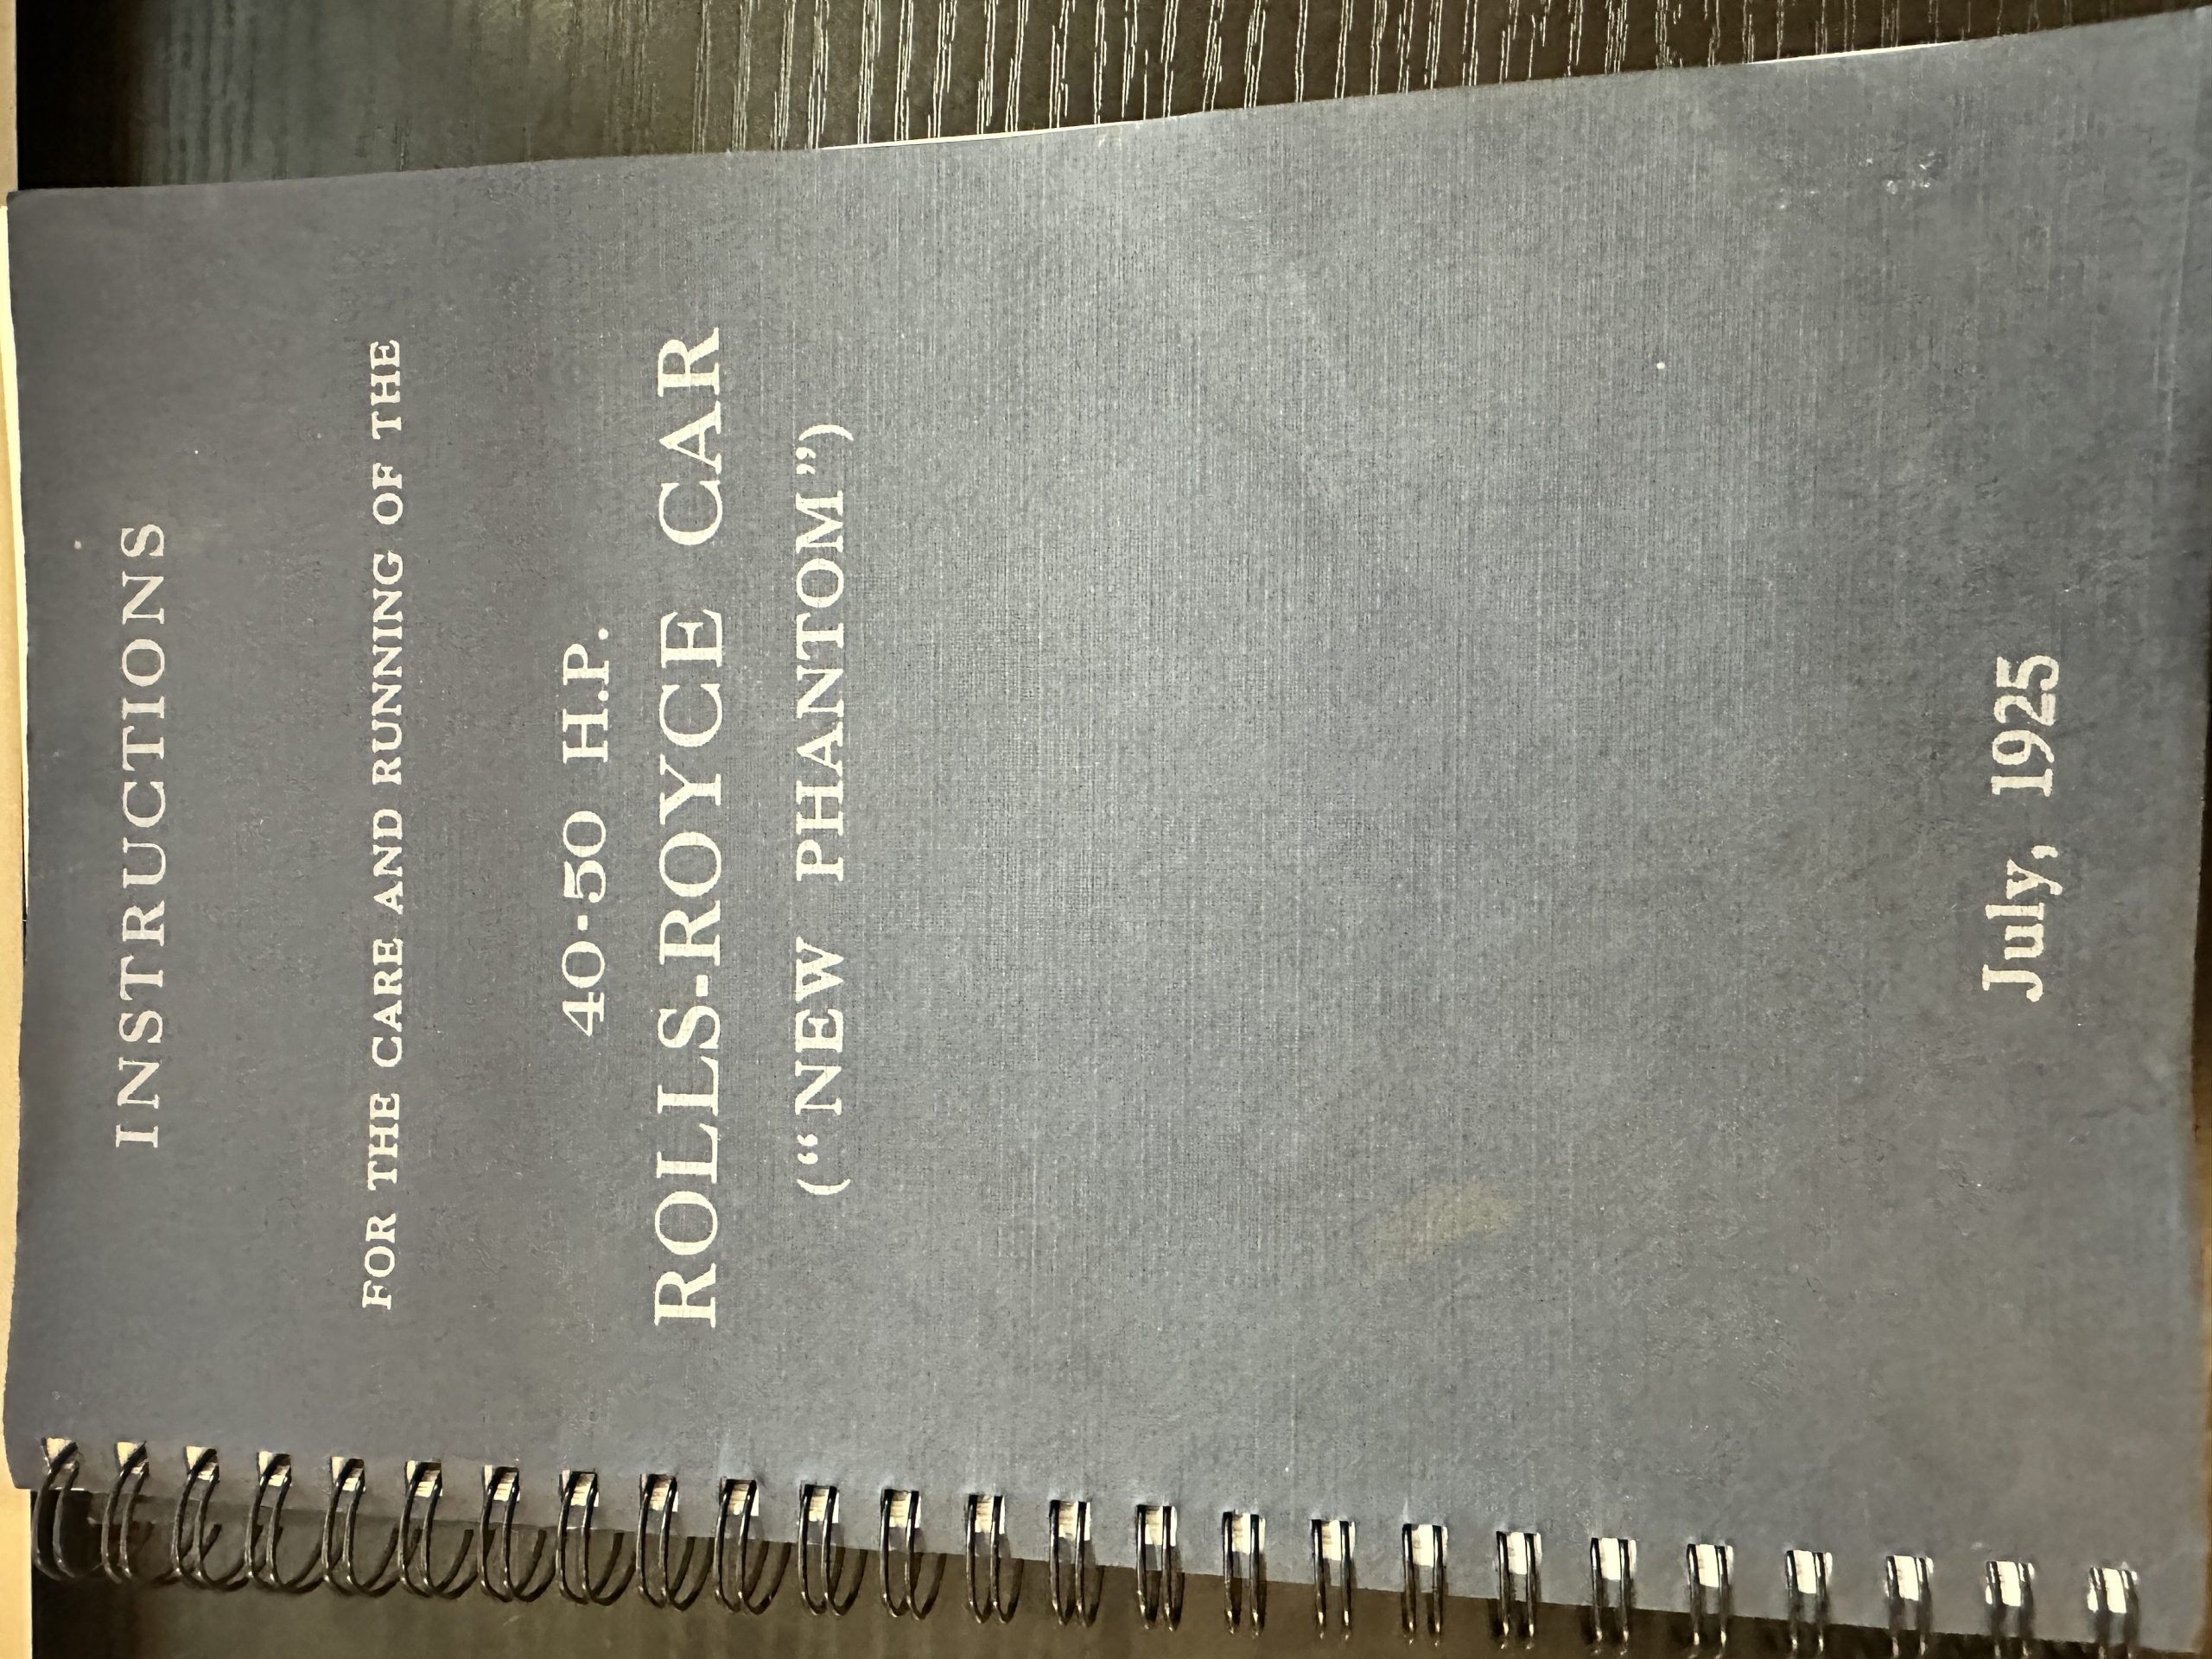 INSTRUCTIONS
FOR THE CARE AND RUNNING OF THE
40-50 H.P.
ROLLS-ROYCE CAR
(“NEW PHANTOM”)
July, 1925